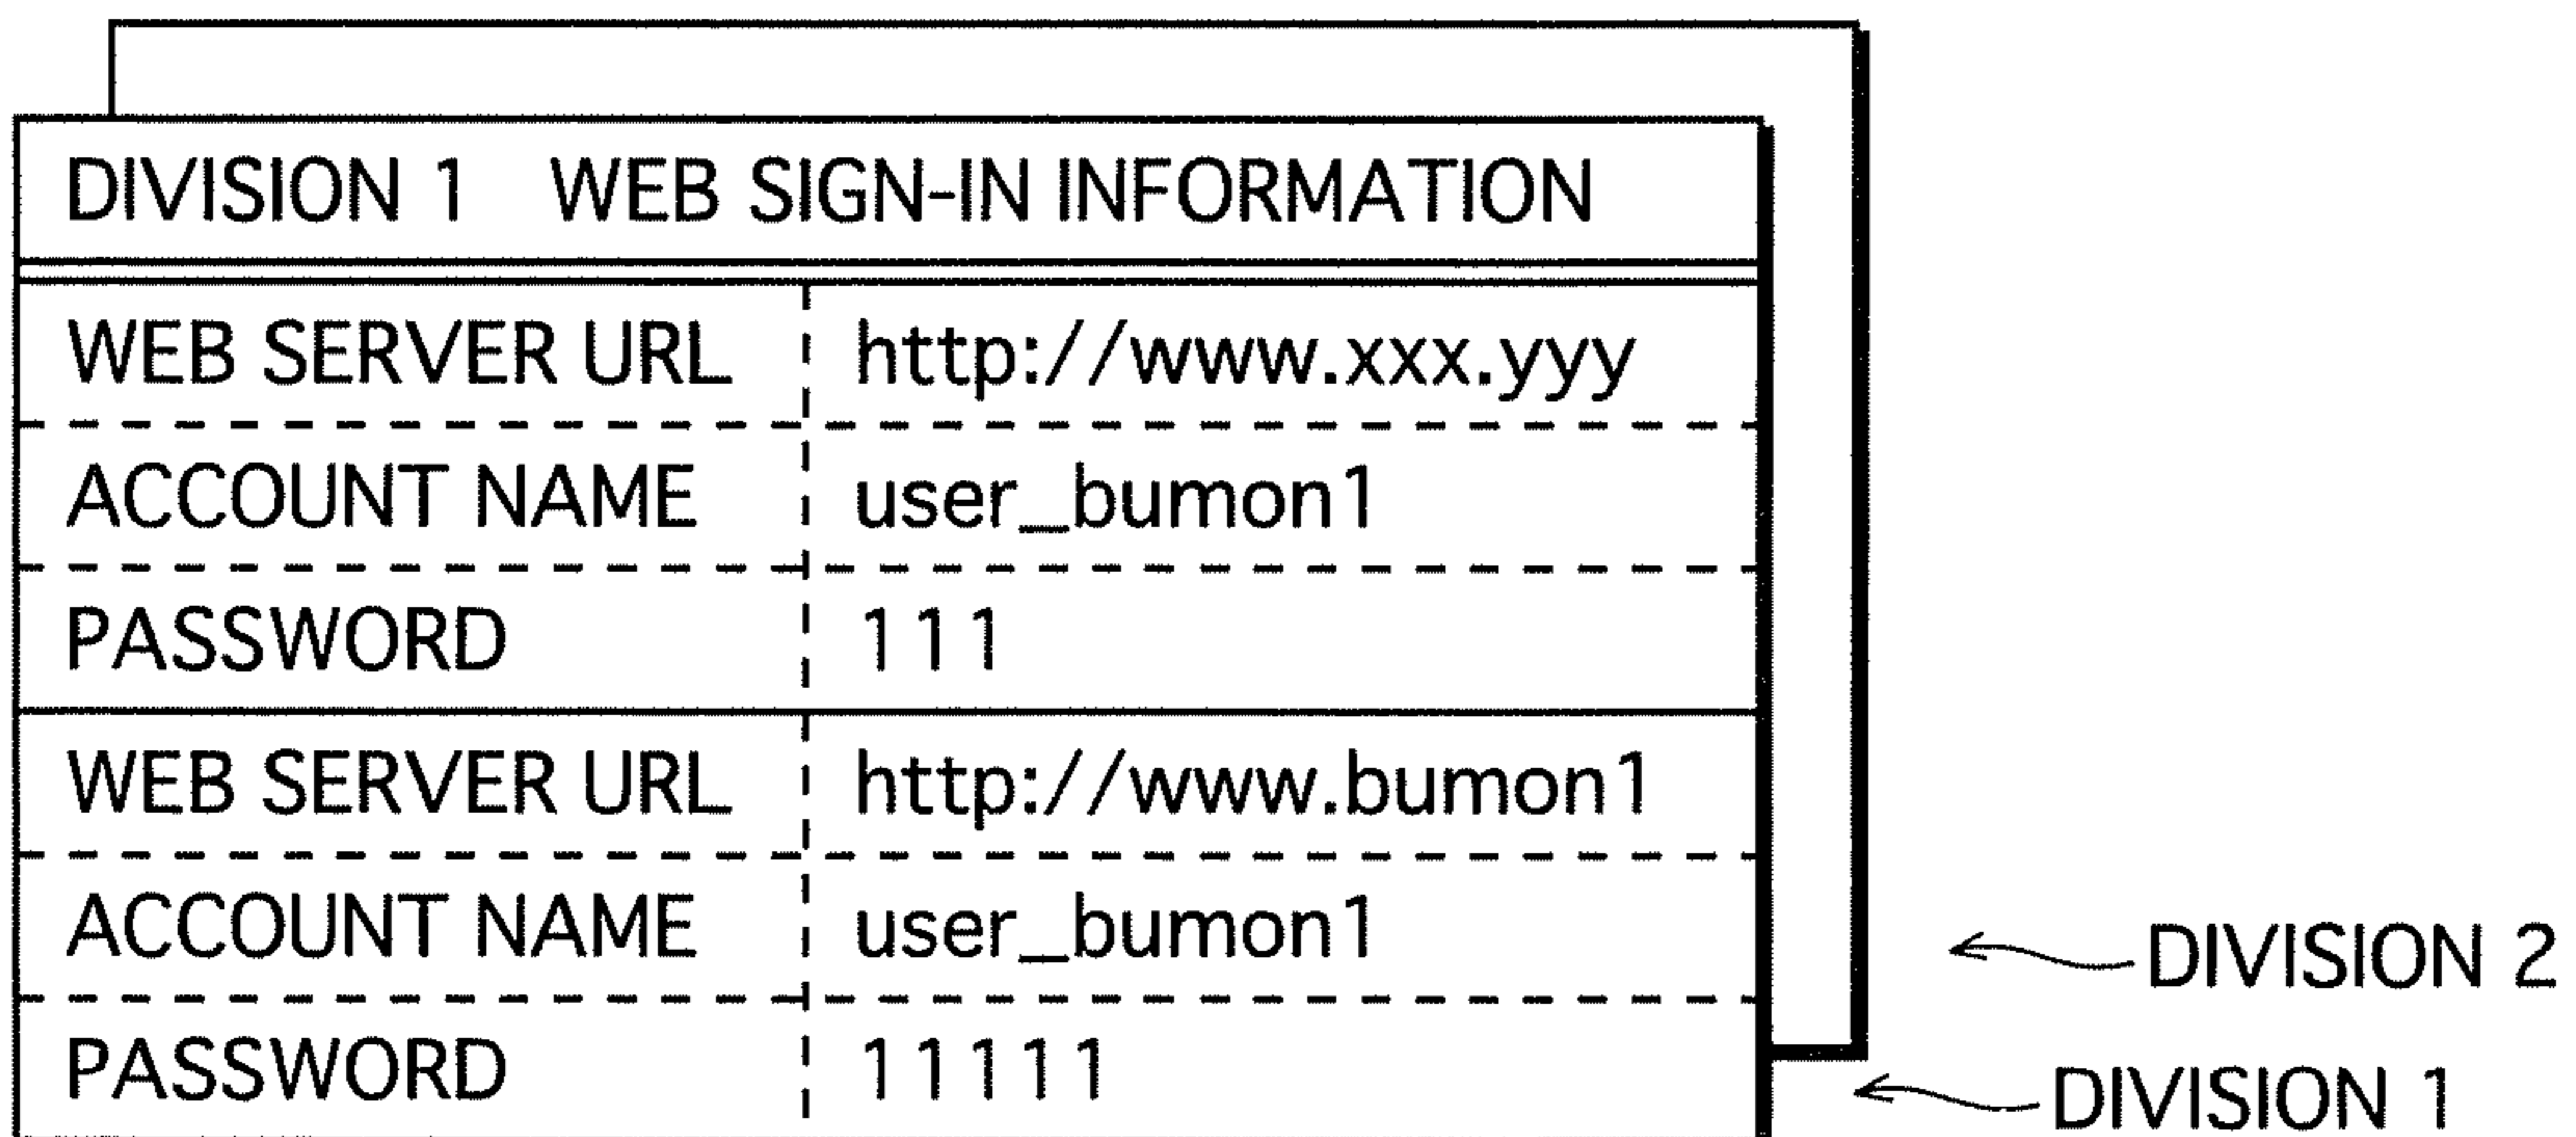 DIVISION 1 WEB SIGN-IN INFORMATION
WEB SERVER URL http://www.xxx.yyy
ACCOUNT NAME user_bumon1
PASSWORD 111
WEB SERVER URL http://www.bumon1
ACCOUNT NAME user_bumon1
PASSWORD 11111
DIVISION 2
DIVISION 1